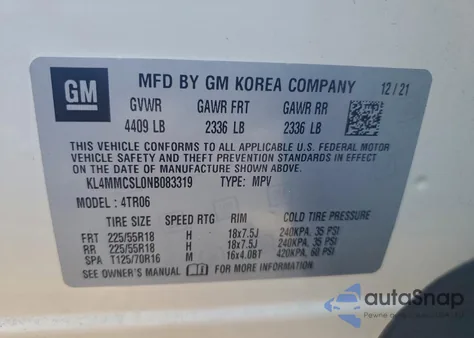 GM
MFD BY GM KOREA COMPANY 12/21
GVWR GAWR FRT GAWR RR
4409 LB 2336 LB 2336 LB
THIS VEHICLE CONFORMS TO ALL APPLICABLE U.S. FEDERAL MOTOR
VEHICLE SAFETY AND THEFT PREVENTION STANDARDS IN EFFECT
ON THE DATE OF MANUFACTURE SHOWN ABOVE.
KL4MMCSL0NB083319 TYPE: MPV
MODEL : 4TR06
TIRE SIZE SPEED RTG RIM COLD TIRE PRESSURE
FRT 225/55R18 H 18x7.5J 240KPA, 35 PSI
RR 225/55R18 H 18x7.5J 240KPA, 35 PSI
SPA T125/70R16 M 16x4.0BT 420KPA, 60 PSI
SEE OWNER'S MANUAL FOR MORE INFORMATION
autoSnap